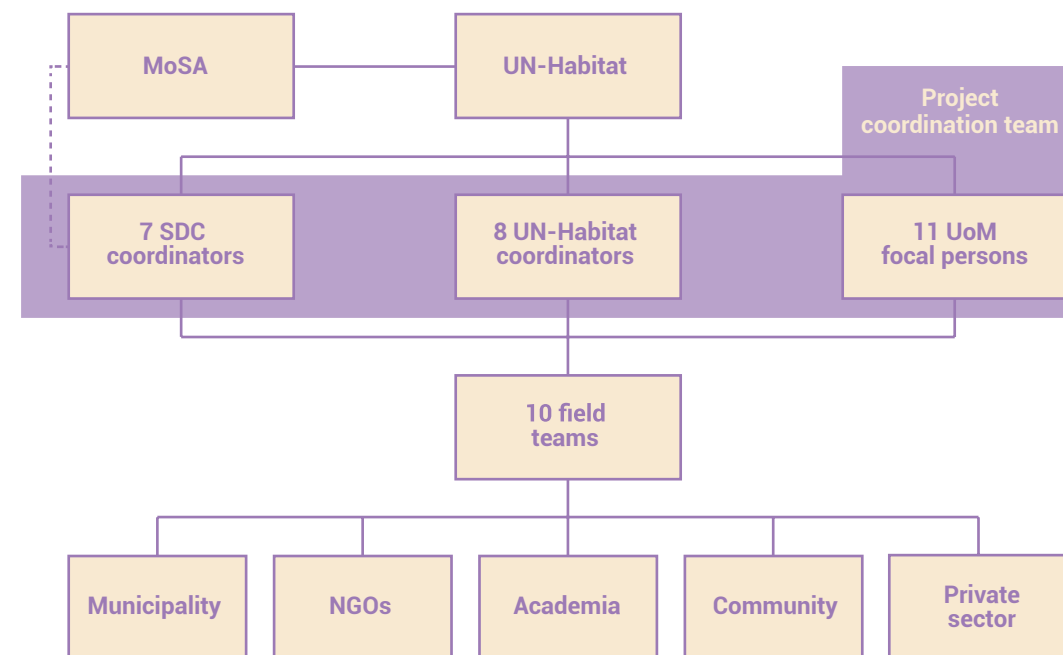 MoSA
UN-Habitat
Project
coordination team
7 SDC
coordinators
8 UN-Habitat
coordinators
11 UoM
focal persons
10 field
teams
Municipality
NGOs
Academia
Community
Private
sector